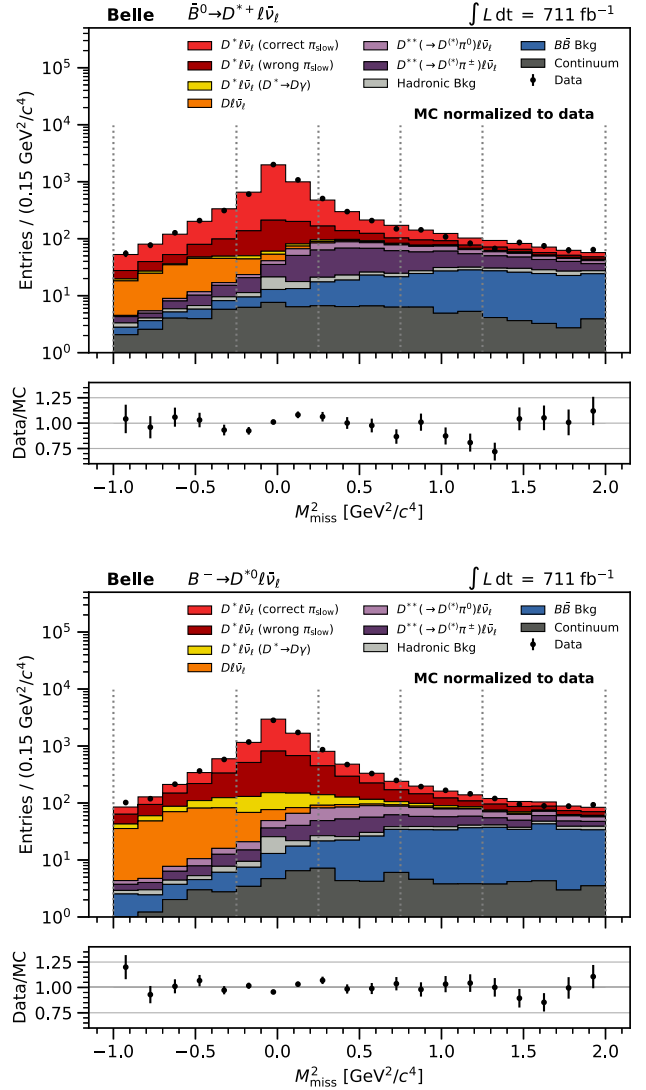 Belle B̄⁰→D*⁺ℓν̄ℓ ∫ L dt = 711 fb⁻¹
D*ℓν̄ℓ (correct πslow) D**(→D⁽*⁾π⁰)ℓν̄ℓ BB̄ Bkg
D*ℓν̄ℓ (wrong πslow) D**(→D⁽*⁾π±)ℓν̄ℓ Continuum
D*ℓν̄ℓ (D*→Dγ) Hadronic Bkg Data
Dℓν̄ℓ
MC normalized to data
10⁵
10⁴
10³
10²
10¹
10⁰
Entries / (0.15 GeV²/c⁴)
1.25
1.00
0.75
Data/MC
−1.0 −0.5 0.0 0.5 1.0 1.5 2.0
M²miss [GeV²/c⁴]
Belle B⁻→D*⁰ℓν̄ℓ ∫ L dt = 711 fb⁻¹
D*ℓν̄ℓ (correct πslow) D**(→D⁽*⁾π⁰)ℓν̄ℓ BB̄ Bkg
D*ℓν̄ℓ (wrong πslow) D**(→D⁽*⁾π±)ℓν̄ℓ Continuum
D*ℓν̄ℓ (D*→Dγ) Hadronic Bkg Data
Dℓν̄ℓ
MC normalized to data
10⁵
10⁴
10³
10²
10¹
10⁰
Entries / (0.15 GeV²/c⁴)
1.25
1.00
0.75
Data/MC
−1.0 −0.5 0.0 0.5 1.0 1.5 2.0
M²miss [GeV²/c⁴]